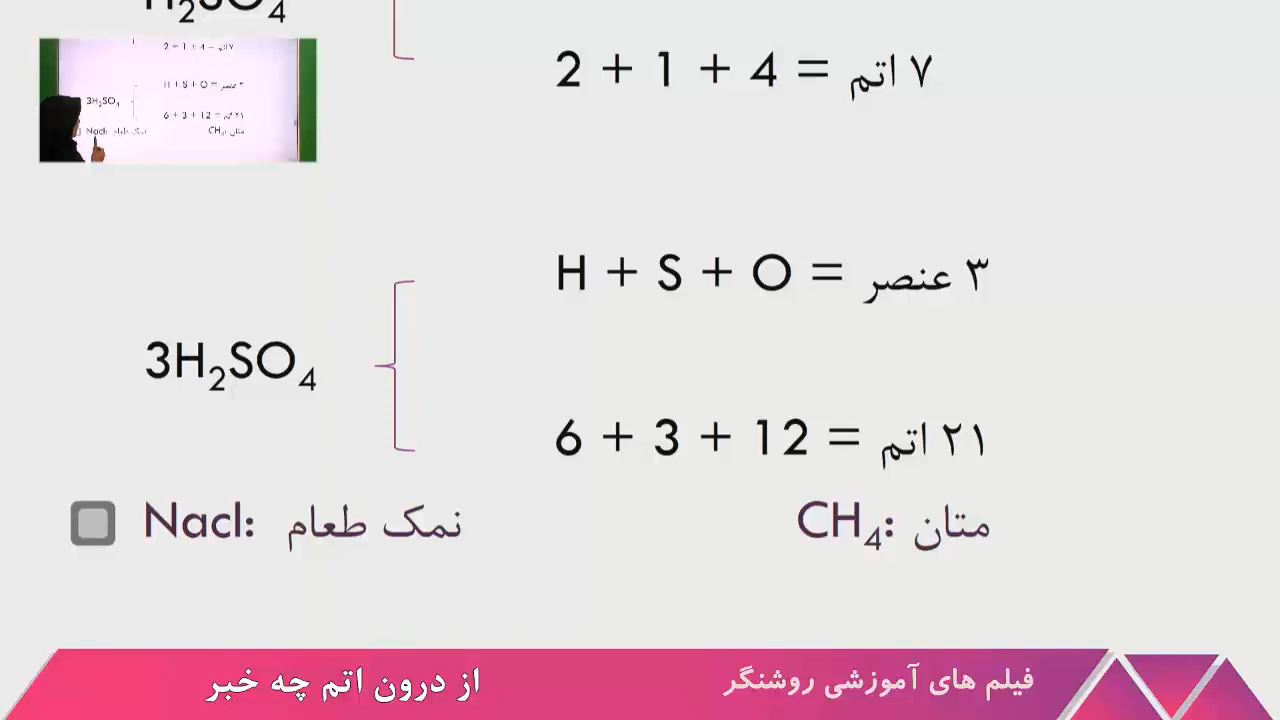 H₂SO₄
2 + 1 + 4 = ۷ اتم
H + S + O = ۳ عنصر
3H₂SO₄
6 + 3 + 12 = ۲۱ اتم
Nacl: نمک طعام
CH₄: متان
از درون اتم چه خبر
فیلم های آموزشی روشنگر